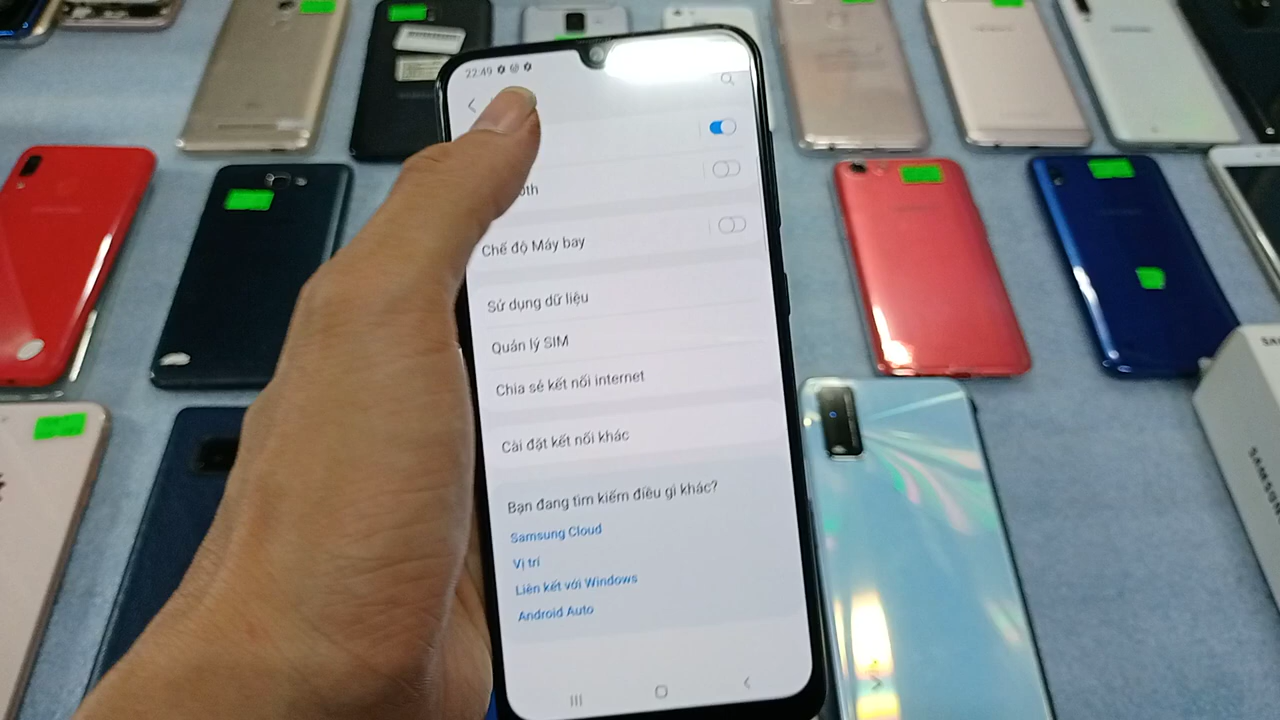 22:49
oth
Chế độ Máy bay
Sử dụng dữ liệu
Quản lý SIM
Chia sẻ kết nối internet
Cài đặt kết nối khác
Bạn đang tìm kiếm điều gì khác?
Samsung Cloud
Vị trí
Liên kết với Windows
Android Auto
SAMSUNG